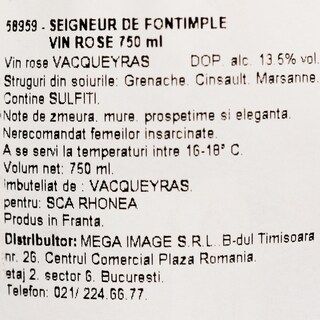 58959 - SEIGNEUR DE FONTIMPLE
VIN ROSE 750 ml
Vin rose VACQUEYRAS DOP. alc. 13.5% vol.
Struguri din soiurile: Grenache, Cinsault, Marsanne.
Contine SULFITI.
Note de zmeura, mure, prospetime si eleganta.
Nerecomandat femeilor insarcinate.
A se servi la temperaturi intre 16-18° C.
Volum net: 750 ml.
Imbuteliat de : VACQUEYRAS,
pentru: SCA RHONEA
Produs in Franta.
Distribuitor: MEGA IMAGE S.R.L. B-dul Timisoara
nr. 26, Centrul Comercial Plaza Romania,
etaj 2, sector 6, Bucuresti.
Telefon: 021/ 224.66.77.